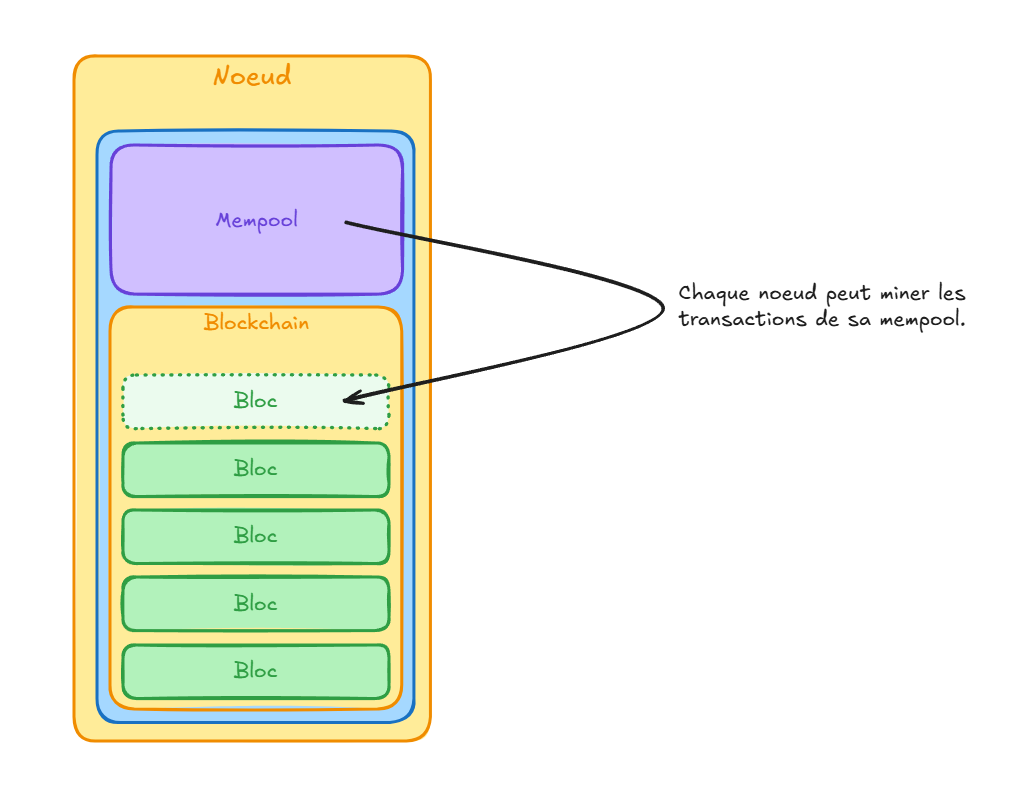 Noeud
Mempool
Chaque noeud peut miner les
transactions de sa mempool.
Blockchain
Bloc
Bloc
Bloc
Bloc
Bloc